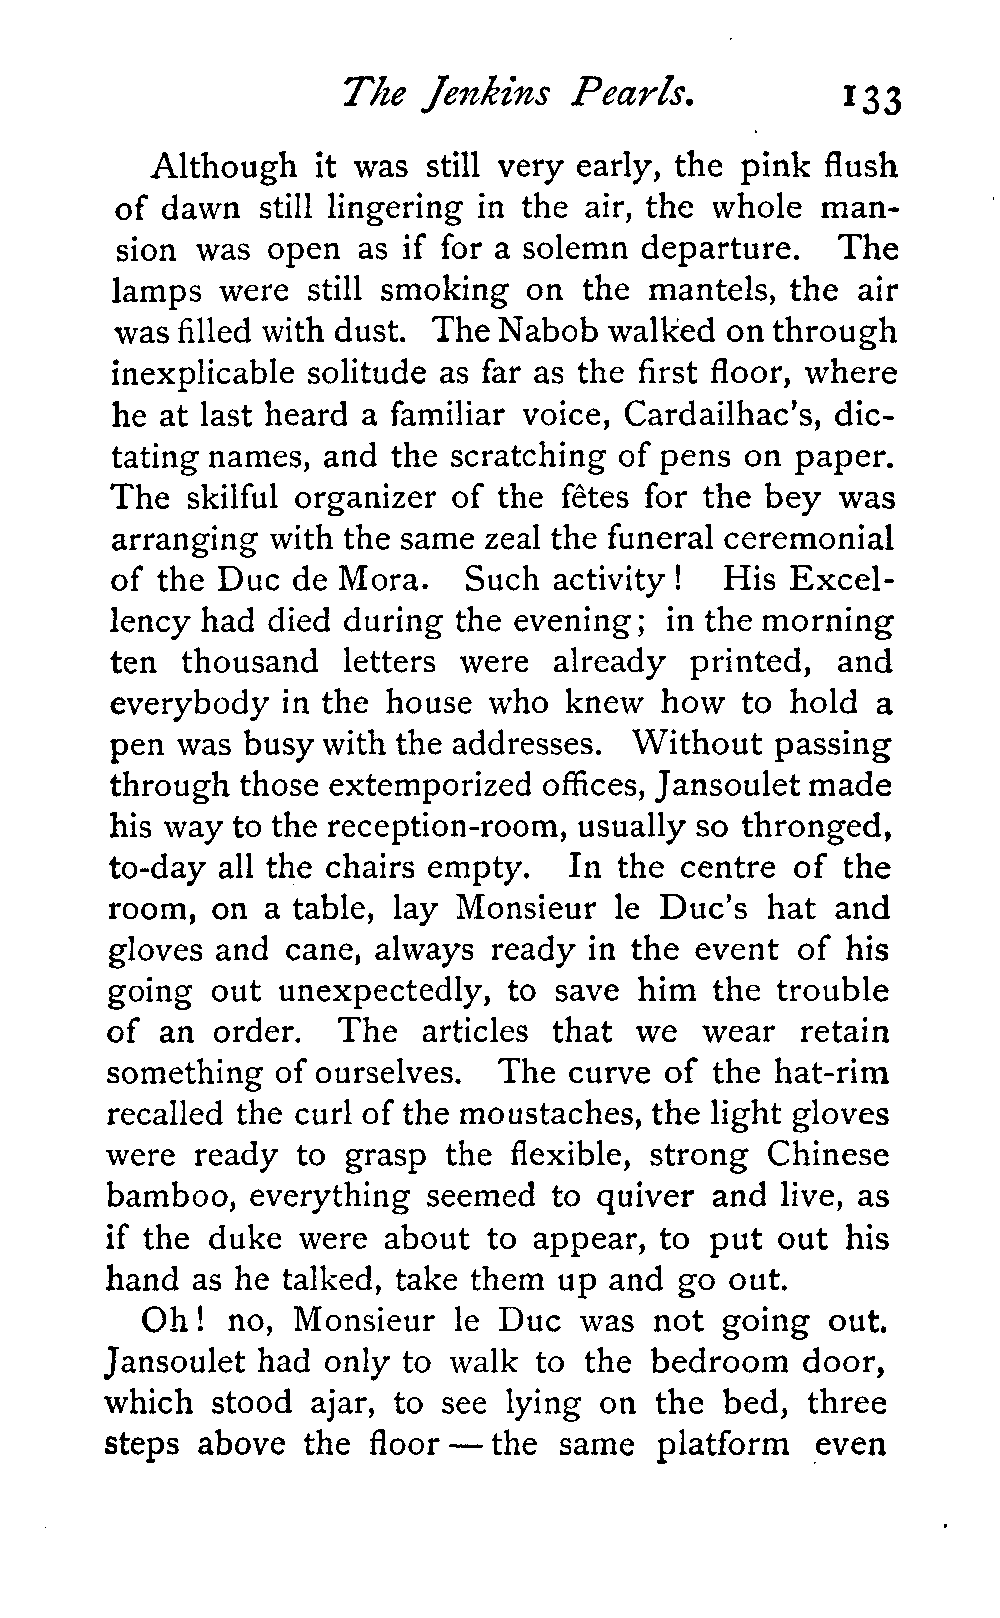 The Jenkins Pearls. 133
Although it was still very early, the pink flush
of dawn still lingering in the air, the whole man-
sion was open as if for a solemn departure. The
lamps were still smoking on the mantels, the air
was filled with dust. The Nabob walked on through
inexplicable solitude as far as the first floor, where
he at last heard a familiar voice, Cardailhac's, dic-
tating names, and the scratching of pens on paper.
The skilful organizer of the fêtes for the bey was
arranging with the same zeal the funeral ceremonial
of the Duc de Mora. Such activity! His Excel-
lency had died during the evening; in the morning
ten thousand letters were already printed, and
everybody in the house who knew how to hold a
pen was busy with the addresses. Without passing
through those extemporized offices, Jansoulet made
his way to the reception-room, usually so thronged,
to-day all the chairs empty. In the centre of the
room, on a table, lay Monsieur le Duc's hat and
gloves and cane, always ready in the event of his
going out unexpectedly, to save him the trouble
of an order. The articles that we wear retain
something of ourselves. The curve of the hat-rim
recalled the curl of the moustaches, the light gloves
were ready to grasp the flexible, strong Chinese
bamboo, everything seemed to quiver and live, as
if the duke were about to appear, to put out his
hand as he talked, take them up and go out.
Oh! no, Monsieur le Duc was not going out.
Jansoulet had only to walk to the bedroom door,
which stood ajar, to see lying on the bed, three
steps above the floor — the same platform even